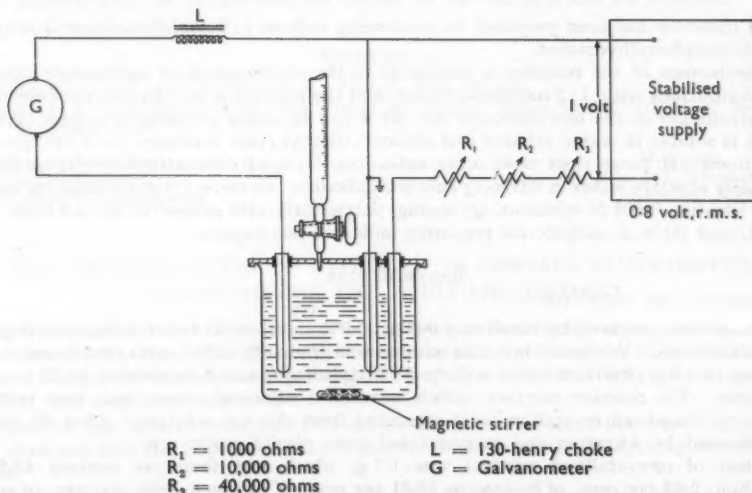 L
G
1 volt
Stabilised
voltage
supply
R₁ R₂ R₃
0·8 volt, r.m.s.
Magnetic stirrer
R₁ = 1000 ohms
R₂ = 10,000 ohms
R₃ = 40,000 ohms
L = 130-henry choke
G = Galvanometer